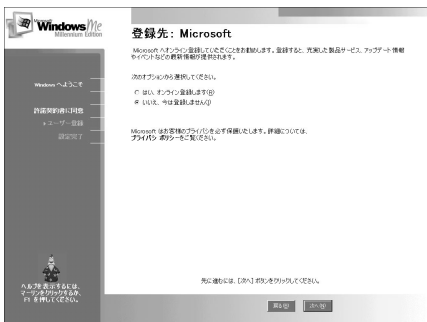 Microsoft
Windows Me
Millennium Edition
登録先: Microsoft
Microsoft へオンライン登録していただくことをお勧めします。登録すると、充実した製品サービス、アップデート情報
やイベントなどの最新情報が提供されます。
次のオプションから選択してください。
はい、オンライン登録します(R)
いいえ、今は登録しません(I)
Microsoft はお客様のプライバシを必ず保護いたします。詳細については、
プライバシ ポリシーをご覧ください。
Windows へようこそ
許諾契約書に同意
ユーザー登録
設定完了
ヘルプを表示するには、
マーリンをクリックするか、
F1 を押してください。
先に進むには、[次へ] ボタンをクリックしてください。
戻る(B)
次へ(N)